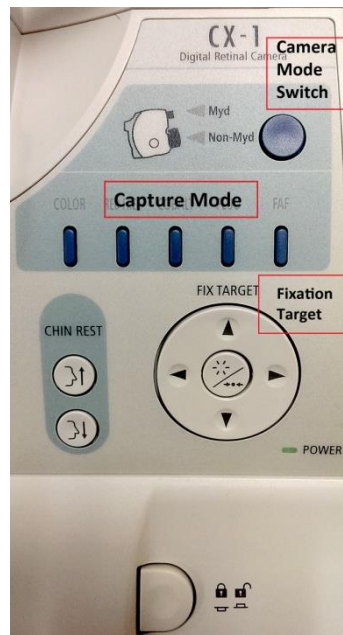 CX-1
Digital Retinal Camera
Camera
Mode
Switch
Myd
Non-Myd
Capture Mode
COLOR
FAF
FIX TARGET
Fixation
Target
CHIN REST
POWER